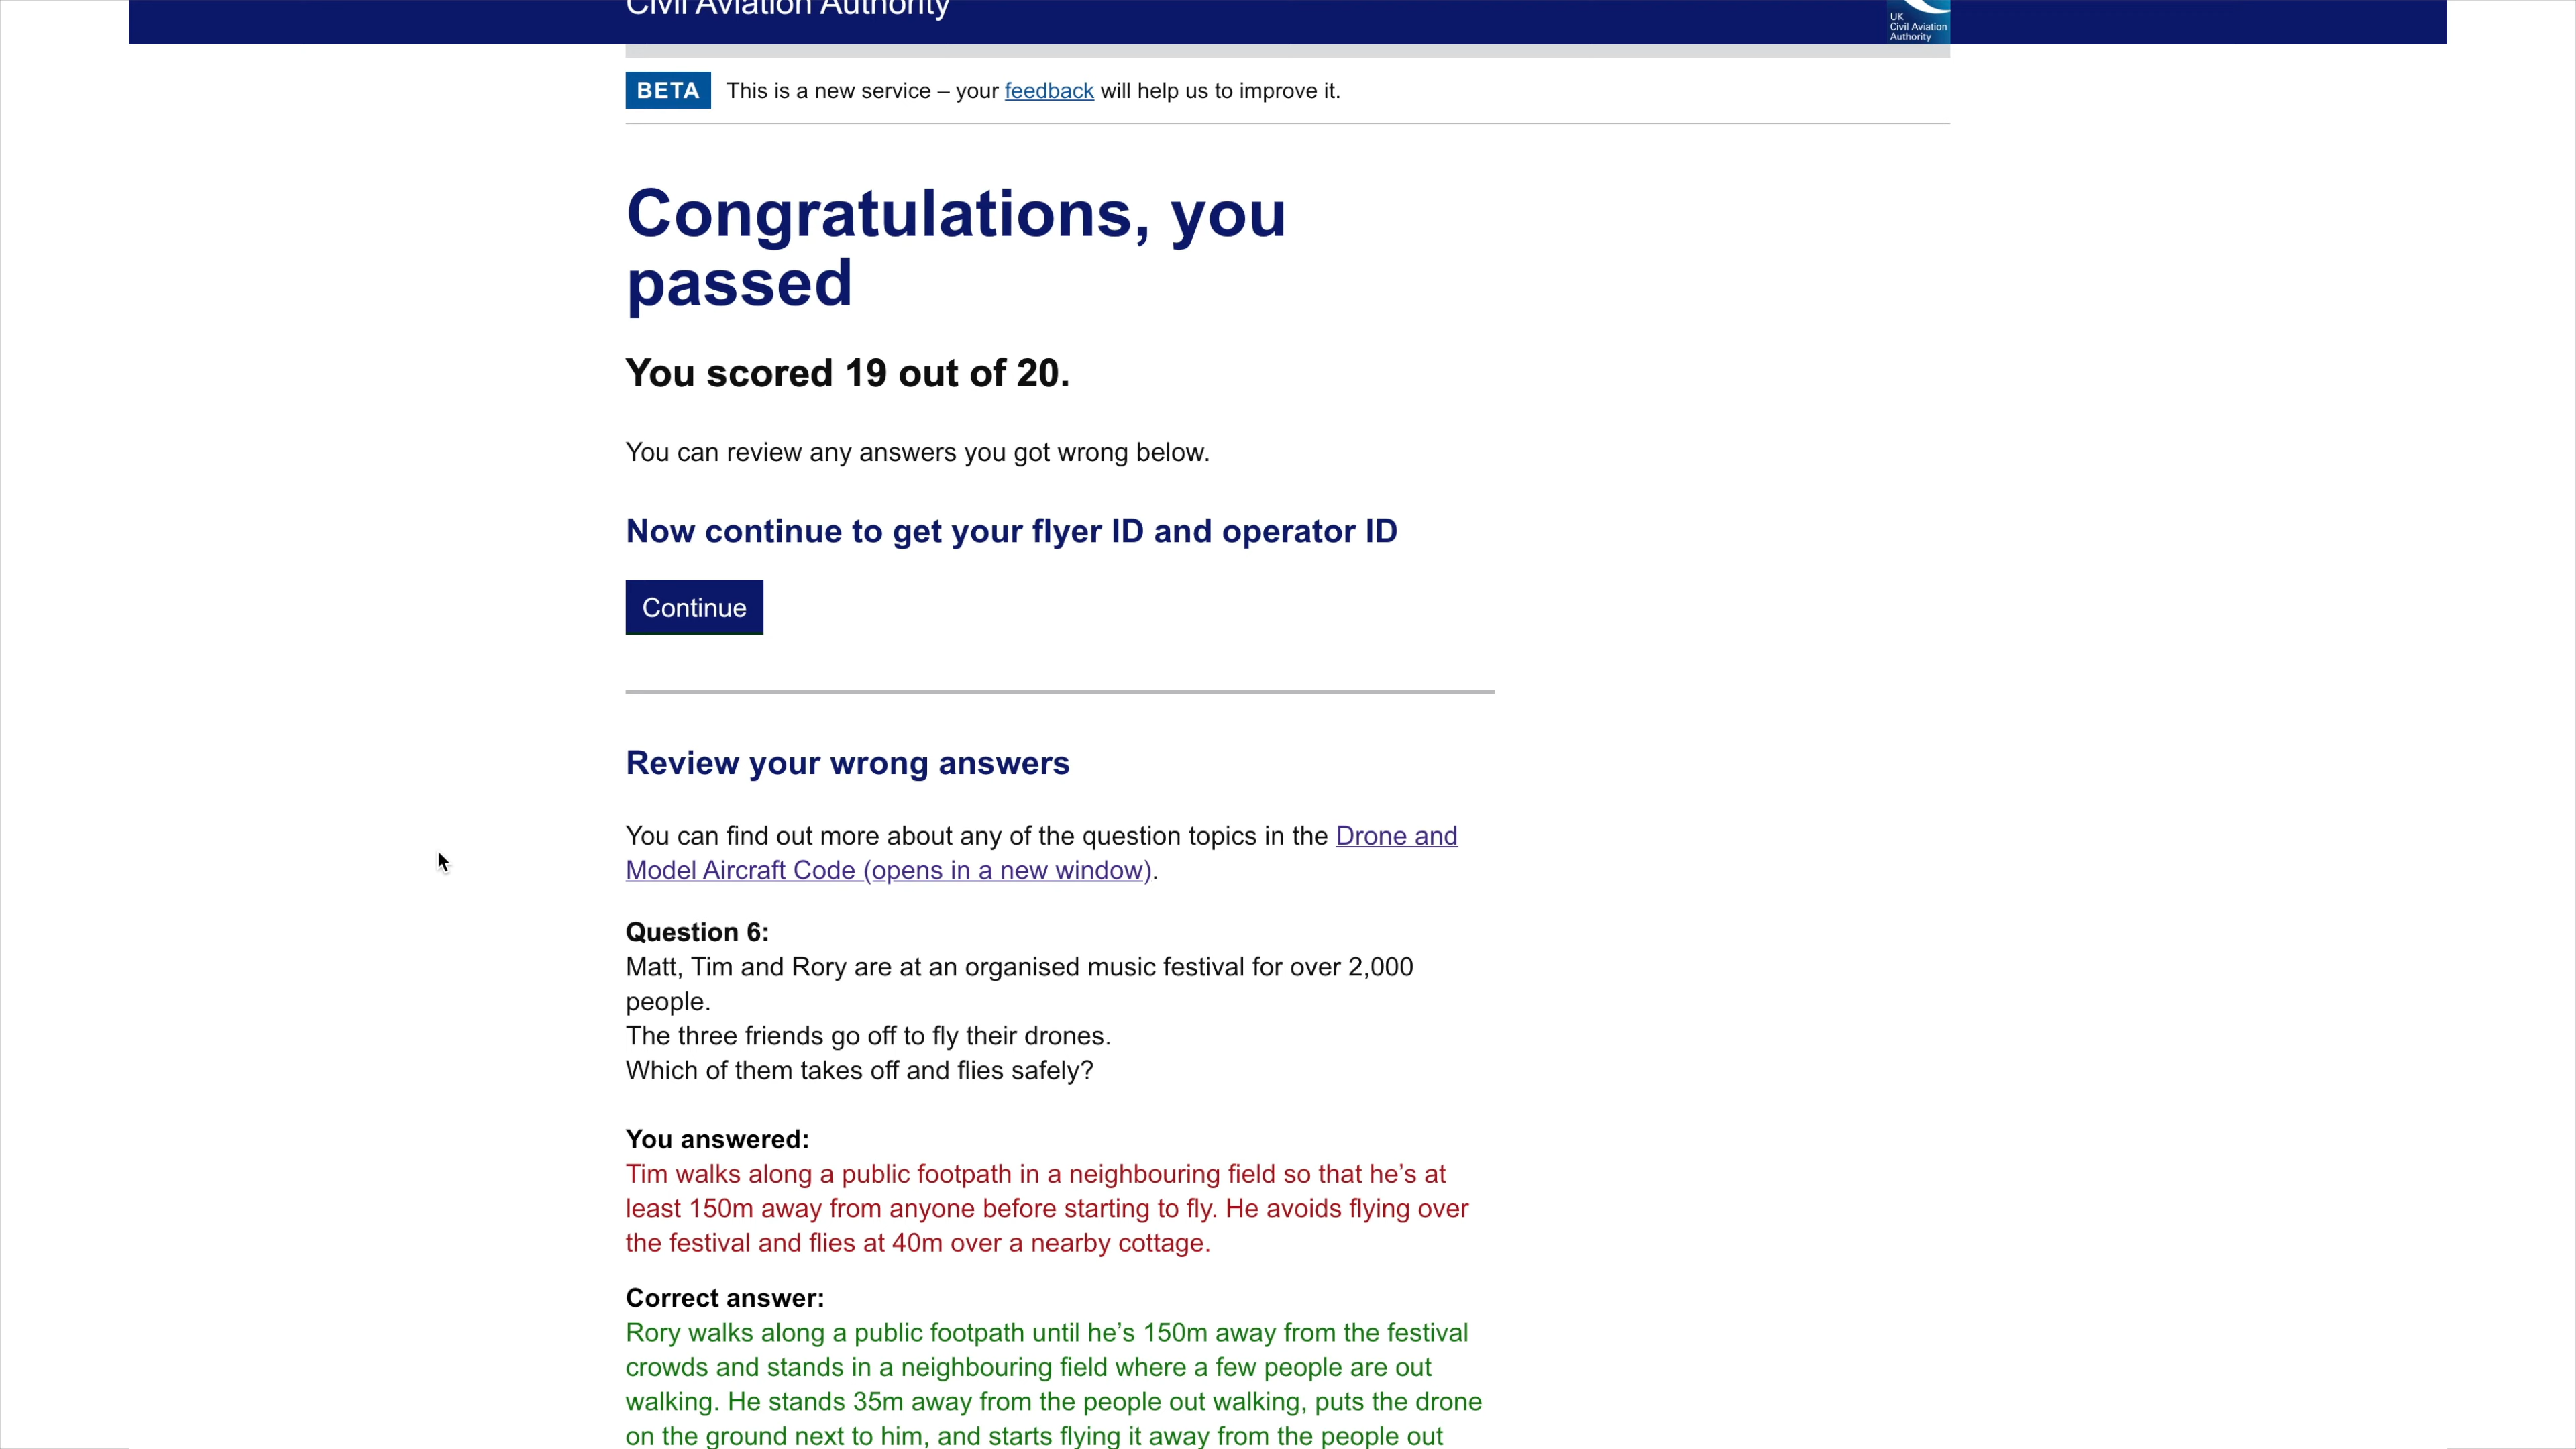 Civil Aviation Authority
UK
Civil Aviation
Authority
BETA This is a new service – your feedback will help us to improve it.
Congratulations, you
passed
You scored 19 out of 20.
You can review any answers you got wrong below.
Now continue to get your flyer ID and operator ID
Continue
Review your wrong answers
You can find out more about any of the question topics in the Drone and
Model Aircraft Code (opens in a new window).
Question 6:
Matt, Tim and Rory are at an organised music festival for over 2,000
people.
The three friends go off to fly their drones.
Which of them takes off and flies safely?
You answered:
Tim walks along a public footpath in a neighbouring field so that he’s at
least 150m away from anyone before starting to fly. He avoids flying over
the festival and flies at 40m over a nearby cottage.
Correct answer:
Rory walks along a public footpath until he’s 150m away from the festival
crowds and stands in a neighbouring field where a few people are out
walking. He stands 35m away from the people out walking, puts the drone
on the ground next to him, and starts flying it away from the people out